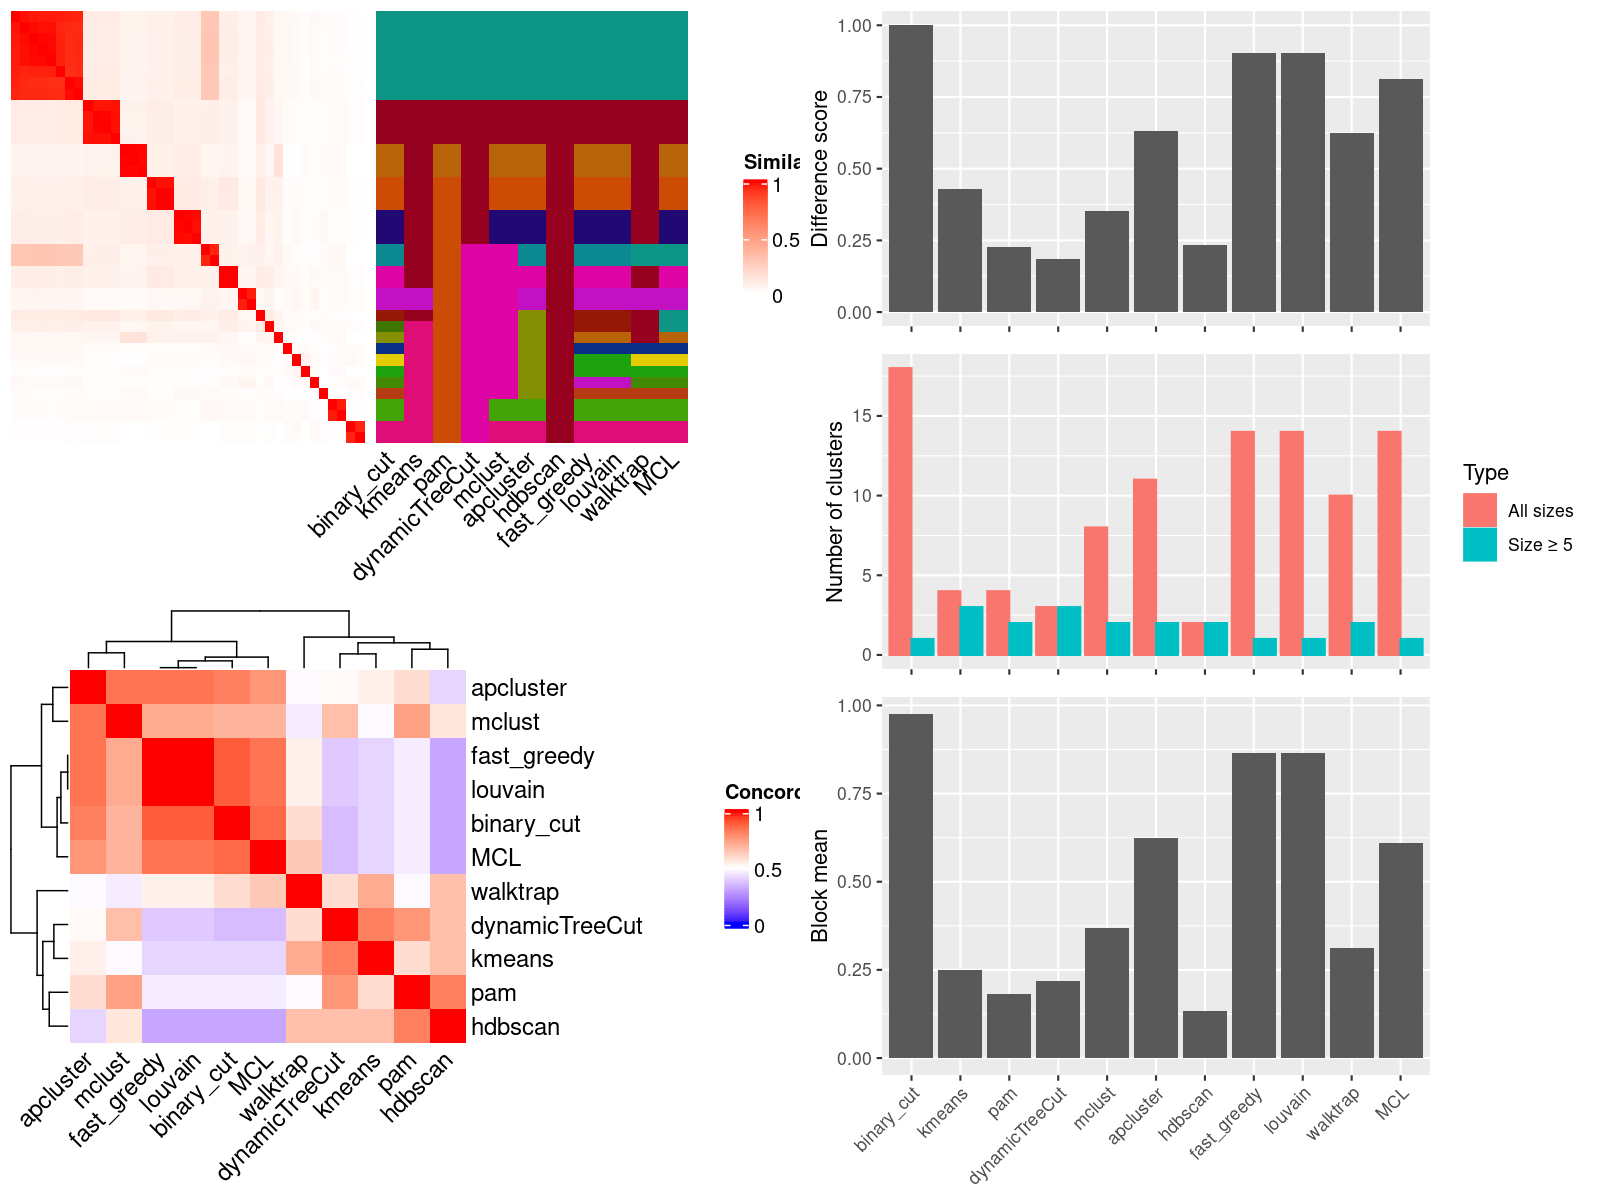 Simila
1
0.5
0
binary_cut
kmeans
pam
dynamicTreeCut
mclust
apcluster
hdbscan
fast_greedy
louvain
walktrap
MCL
Difference score
1.00
0.75
0.50
0.25
0.00
Number of clusters
15
10
5
0
Type
All sizes
Size ≥ 5
apcluster
mclust
fast_greedy
louvain
binary_cut
MCL
walktrap
dynamicTreeCut
kmeans
pam
hdbscan
apcluster
mclust
fast_greedy
louvain
binary_cut
MCL
walktrap
dynamicTreeCut
kmeans
pam
hdbscan
Concord
1
0.5
0
Block mean
1.00
0.75
0.50
0.25
0.00
binary_cut
kmeans
pam
dynamicTreeCut
mclust
apcluster
hdbscan
fast_greedy
louvain
walktrap
MCL